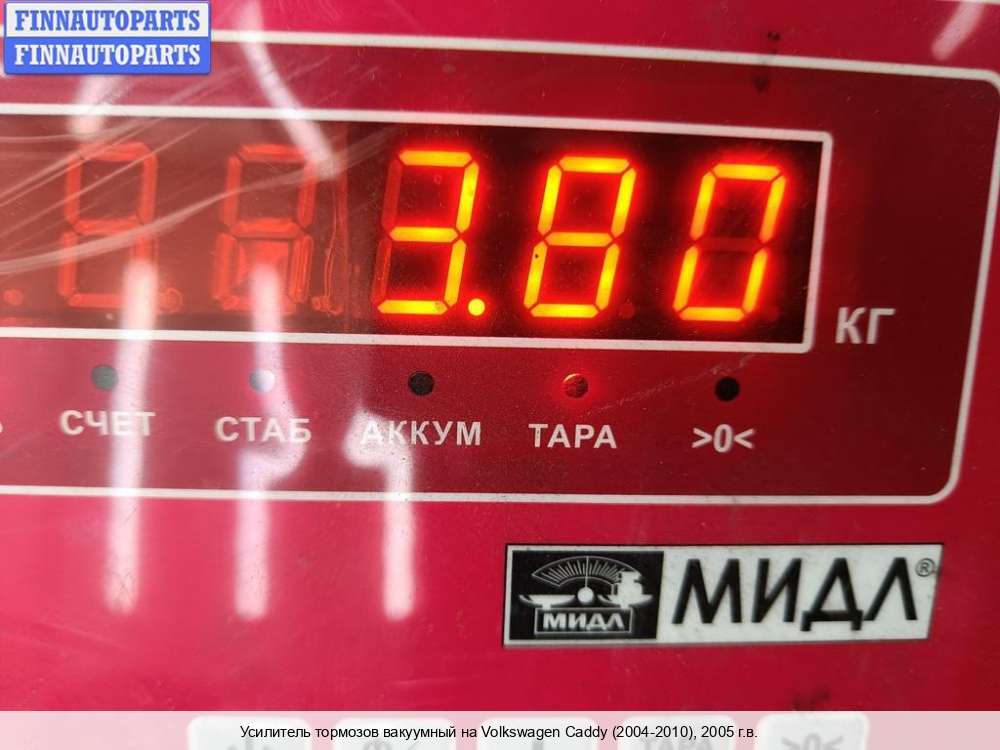 FINNAUTOPARTS
FINNAUTOPARTS
3.80
КГ
СЧЕТ СТАБ АККУМ ТАРА >0<
МИДЛ МИДЛ®
Усилитель тормозов вакуумный на Volkswagen Caddy (2004-2010), 2005 г.в.